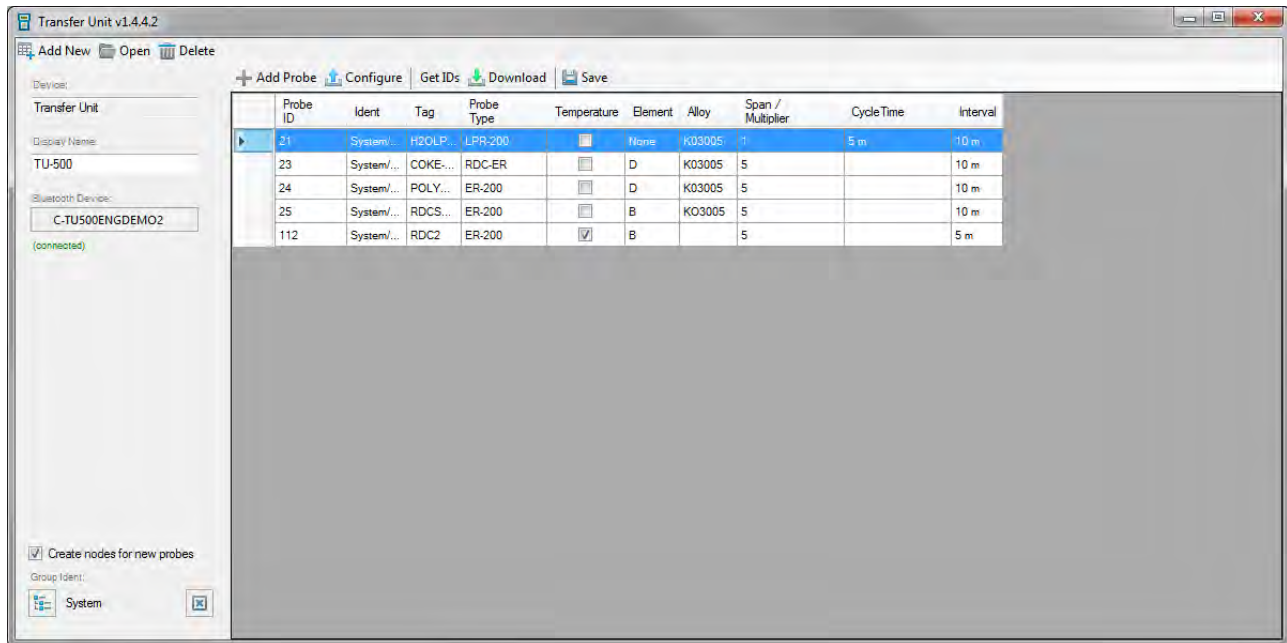 Transfer Unit v1.4.4.2
Add New Open Delete
Add Probe Configure Get IDs Download Save
Device:
Transfer Unit
Display Name:
TU-500
Bluetooth Device:
C-TU500ENGDEMO2
(connected)
Probe ID Ident Tag Probe Type Temperature Element Alloy Span / Multiplier Cycle Time Interval
21 System/... H2OLP... LPR-200 None K03005 1 5 m 10 m
23 System/... COKE-... RDC-ER D K03005 5 10 m
24 System/... POLY... ER-200 D K03005 5 10 m
25 System/... RDCS... ER-200 B KO3005 5 10 m
112 System/... RDC2 ER-200 B 5 5 m
Create nodes for new probes
Group Ident:
System